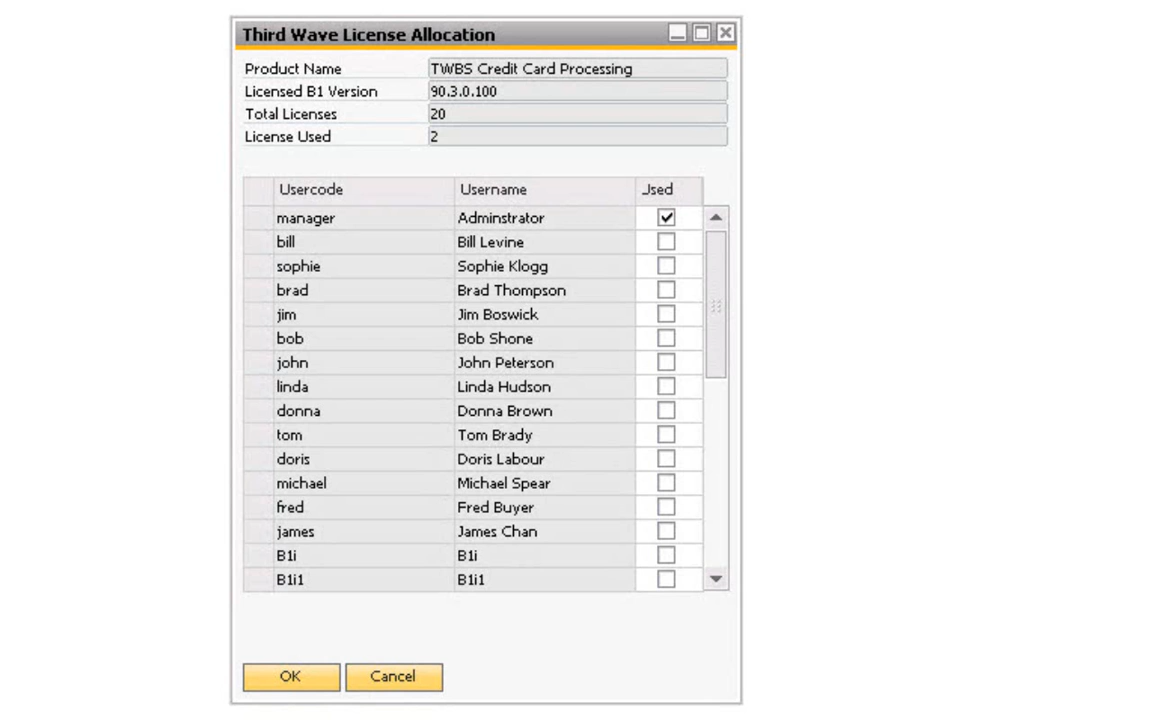 Third Wave License Allocation
Product Name TWBS Credit Card Processing
Licensed B1 Version 90.3.0.100
Total Licenses 20
License Used 2
Usercode Username Jsed
manager Adminstrator
bill Bill Levine
sophie Sophie Klogg
brad Brad Thompson
jim Jim Boswick
bob Bob Shone
john John Peterson
linda Linda Hudson
donna Donna Brown
tom Tom Brady
doris Doris Labour
michael Michael Spear
fred Fred Buyer
james James Chan
B1i B1i
B1i1 B1i1
OK Cancel